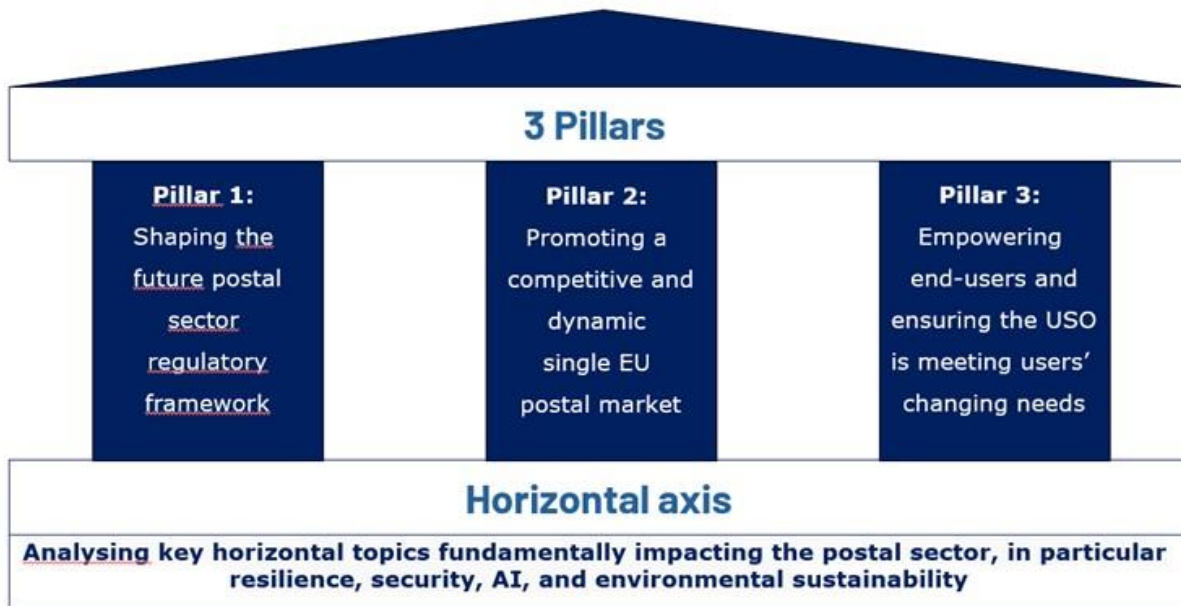 3 Pillars
Pillar 1:
Shaping the
future postal
sector
regulatory
framework
Pillar 2:
Promoting a
competitive and
dynamic
single EU
postal market
Pillar 3:
Empowering
end-users and
ensuring the USO
is meeting users’
changing needs
Horizontal axis
Analysing key horizontal topics fundamentally impacting the postal sector, in particular
resilience, security, AI, and environmental sustainability